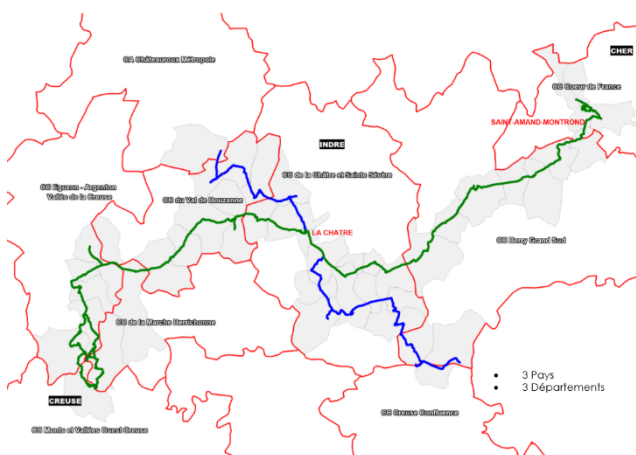 CHER
CA Châteauroux Métropole
CC Coeur de France
SAINT-AMAND-MONTROND
INDRE
CC de la Châtre et Sainte Sévère
CC Eguzon - Argenton
Vallée de la Creuse
CC du Val de Bouzanne
LA CHATRE
CC Berry Grand Sud
CC de la Marche Berrichonne
• 3 Pays
• 3 Départements
CREUSE
CC Creuse Confluence
CC Monts et Vallées Ouest Creuse